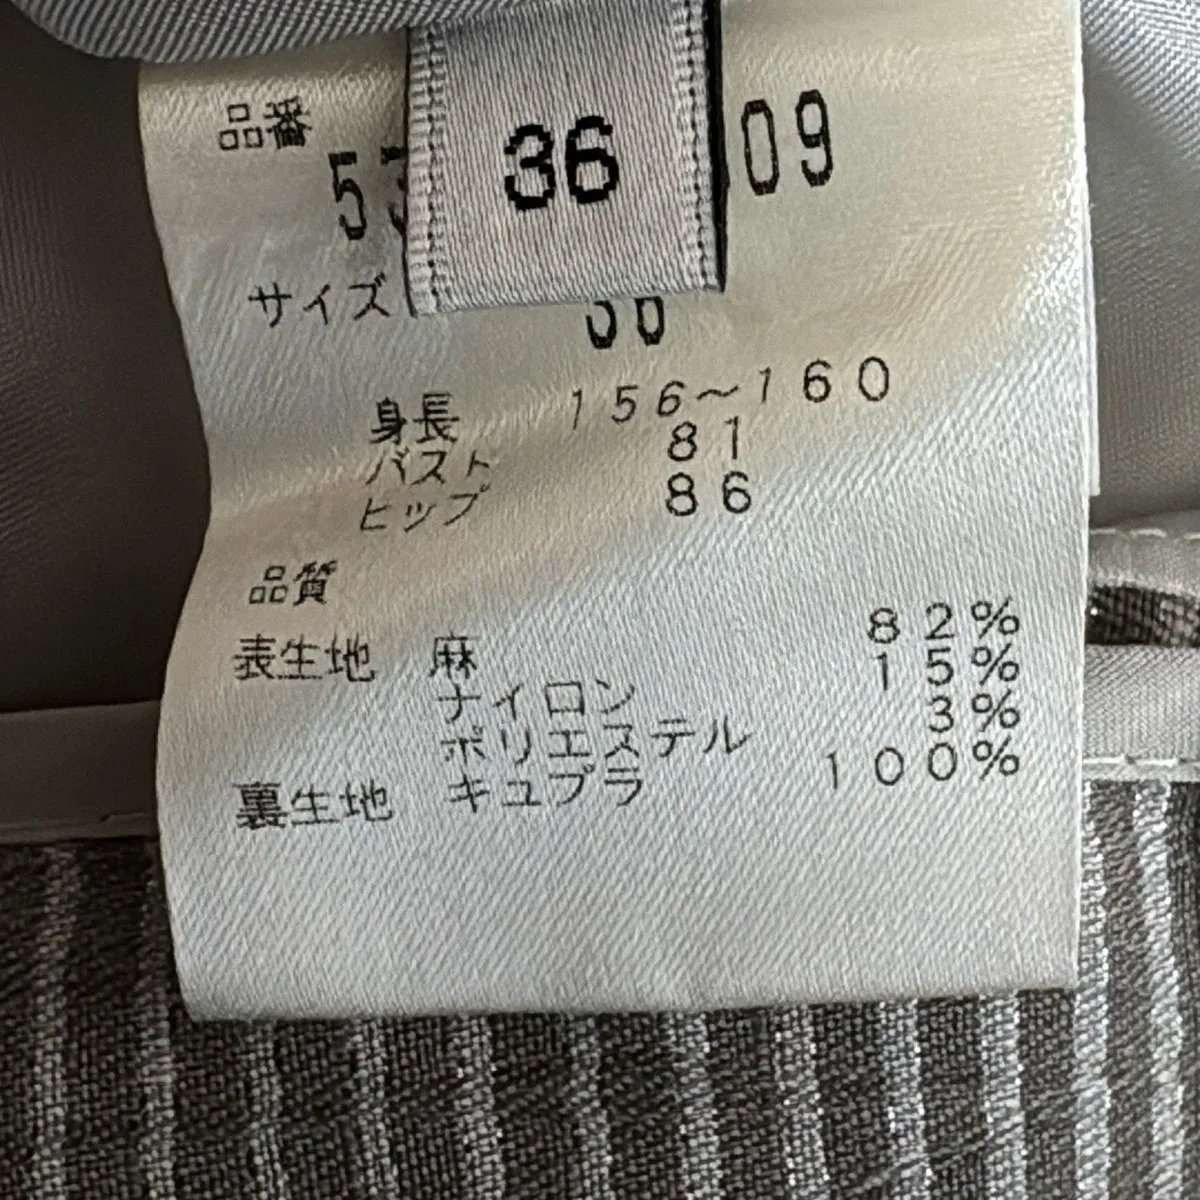 品番
5
09
36
サイズ 36
身長 156～160
バスト 81
ヒップ 86
品質
表生地 麻 82%
ナイロン 15%
ポリエステル 3%
裏生地 キュプラ 100%